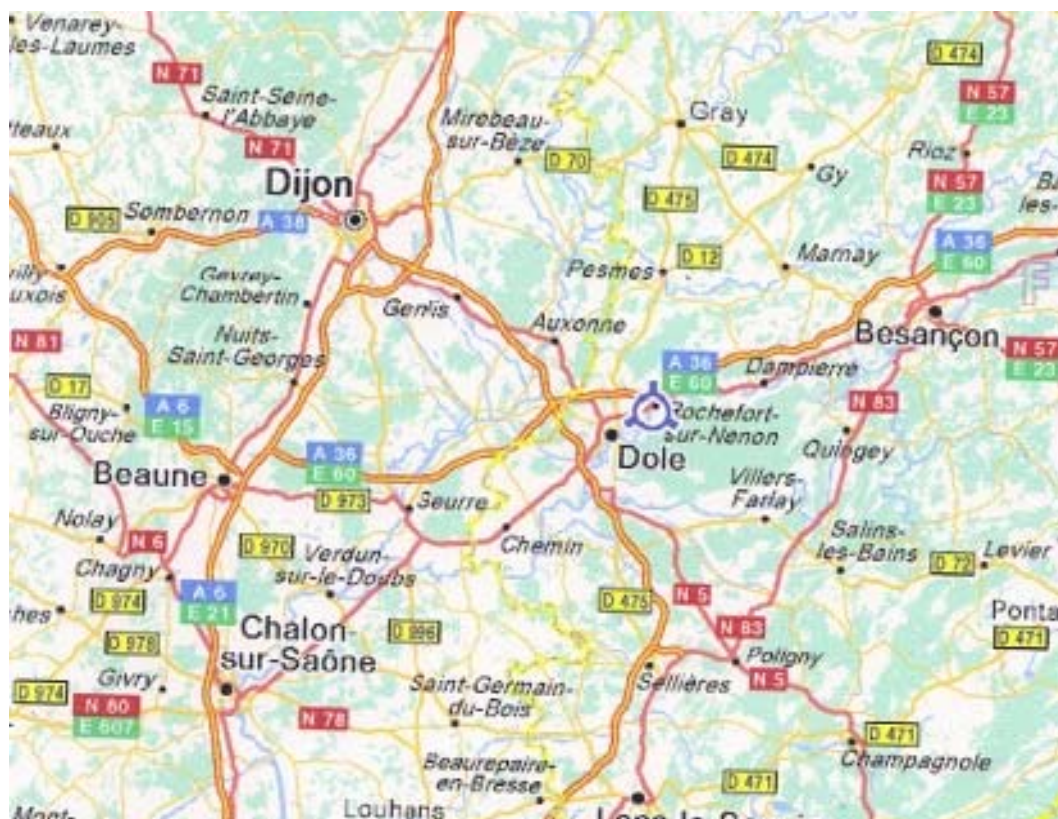 Venarey-
les-Laumes
N 71
Saint-Seine-
l'Abbaye
N 71
Mirebeau-
sur-Bèze
D 70
Gray
D 474
D 474
Gy
N 57
E 23
Rioz
N 57
E 23
Dijon
D 905
Sombernon
A 38
D 475
D 12
Pesmes
Marnay
A 36
E 60
Gevrey-
Chambertin
Genlis
Auxonne
Besançon
N 57
E 23
N 81
Nuits-
Saint-Georges
D 17
Bligny-
sur-Ouche
A 6
E 15
A 36
E 60
Dampierre
N 83
Rochefort-
sur-Nenon
Quingey
Dole
Beaune
A 36
E 60
D 973
Seurre
Villers-
Farlay
Nolay
N 6
D 970
Verdun-
sur-le-Doubs
Chemin
Salins-
les-Bains
D 72
Levier
Chagny
D 974
A 6
E 21
D 475
N 5
N 83
Ponta
D 471
D 978
Chalon-
sur-Saône
D 996
Poligny
N 5
Sellières
D 974
Givry
N 80
E 607
N 78
Saint-Germain-
du-Bois
D 471
Champagnole
Beaurepaire-
en-Bresse
D 471
Louhans
Mont-